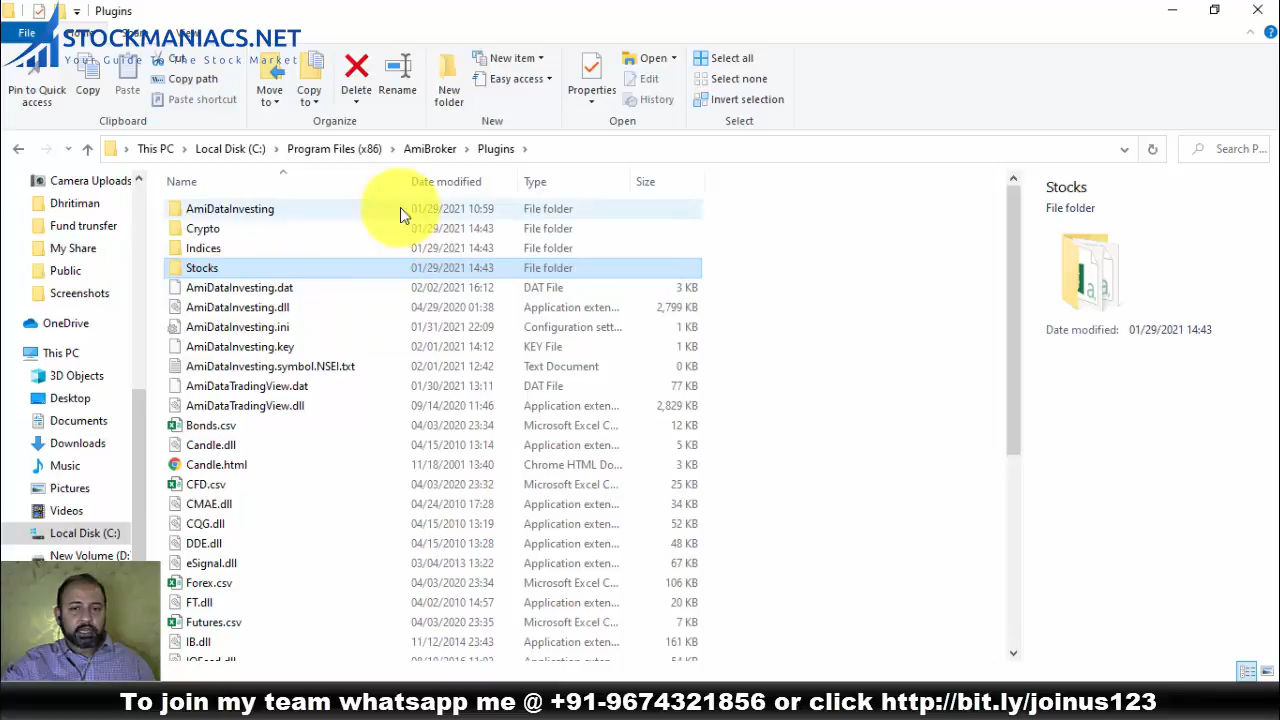 Plugins
File
STOCKMANIACS.NET
Your Guide To the Stock Market
Pin to Quick access
Copy
Paste
Cut
Copy path
Paste shortcut
Clipboard
Move to
Copy to
Delete
Rename
Organize
New folder
New item
Easy access
New
Properties
Open
Edit
History
Open
Select all
Select none
Invert selection
Select
This PC > Local Disk (C:) > Program Files (x86) > AmiBroker > Plugins >
Search P...
Name Date modified Type Size
AmiDataInvesting 01/29/2021 10:59 File folder
Crypto 01/29/2021 14:43 File folder
Indices 01/29/2021 14:43 File folder
Stocks 01/29/2021 14:43 File folder
AmiDataInvesting.dat 02/02/2021 16:12 DAT File 3 KB
AmiDataInvesting.dll 04/29/2020 01:38 Application exten... 2,799 KB
AmiDataInvesting.ini 01/31/2021 22:09 Configuration sett... 1 KB
AmiDataInvesting.key 02/01/2021 14:12 KEY File 1 KB
AmiDataInvesting.symbol.NSEI.txt 02/01/2021 12:42 Text Document 0 KB
AmiDataTradingView.dat 01/30/2021 13:11 DAT File 77 KB
AmiDataTradingView.dll 09/14/2020 11:46 Application exten... 2,829 KB
Bonds.csv 04/03/2020 23:34 Microsoft Excel C... 12 KB
Candle.dll 04/15/2010 13:14 Application exten... 5 KB
Candle.html 11/18/2001 13:40 Chrome HTML Do... 3 KB
CFD.csv 04/03/2020 23:32 Microsoft Excel C... 25 KB
CMAE.dll 04/24/2010 17:28 Application exten... 34 KB
CQG.dll 04/15/2010 13:19 Application exten... 52 KB
DDE.dll 04/15/2010 13:28 Application exten... 48 KB
eSignal.dll 03/04/2013 13:22 Application exten... 67 KB
Forex.csv 04/03/2020 23:34 Microsoft Excel C... 106 KB
FT.dll 04/02/2010 14:57 Application exten... 20 KB
Futures.csv 04/03/2020 23:35 Microsoft Excel C... 7 KB
IB.dll 11/12/2014 23:43 Application exten... 161 KB
Camera Uploads
Dhritiman
Fund transfer
My Share
Public
Screenshots
OneDrive
This PC
3D Objects
Desktop
Documents
Downloads
Music
Pictures
Videos
Local Disk (C:)
New Volume (D:
Stocks
File folder
Date modified: 01/29/2021 14:43
To join my team whatsapp me @ +91-9674321856 or click http://bit.ly/joinus123